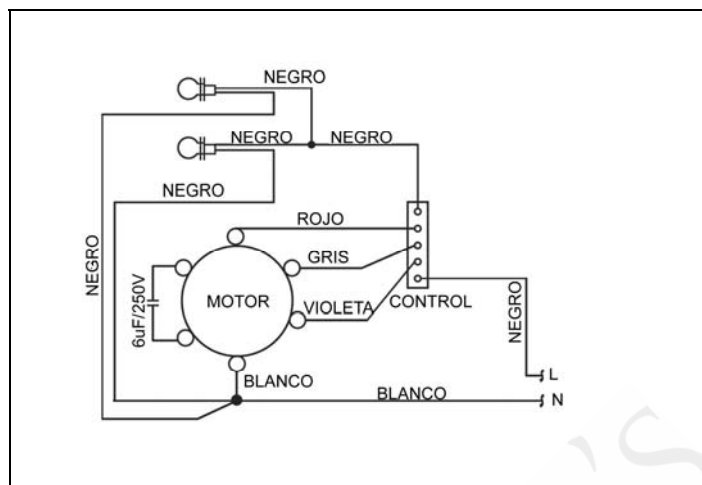 NEGRO
NEGRO
NEGRO
NEGRO
ROJO
GRIS
NEGRO
6uF/250V
MOTOR
VIOLETA
CONTROL
NEGRO
BLANCO
L
BLANCO
N